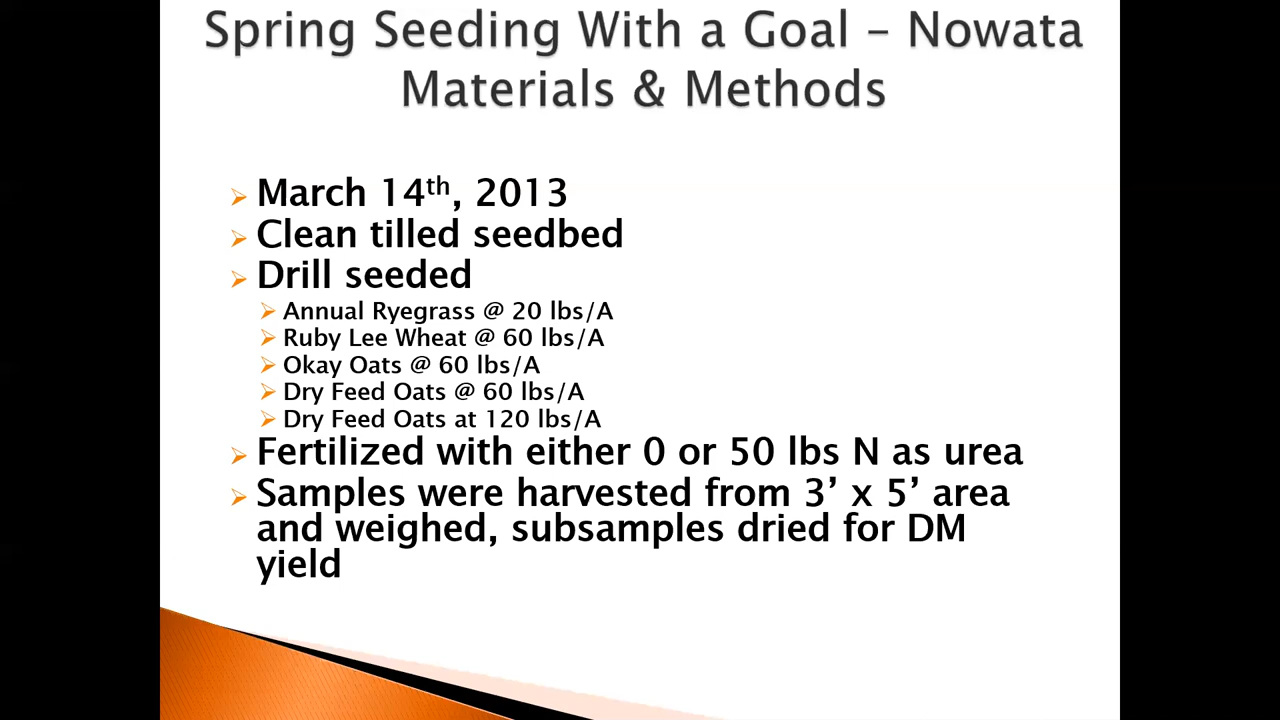 Spring Seeding With a Goal – Nowata
Materials & Methods
March 14th, 2013
Clean tilled seedbed
Drill seeded
Annual Ryegrass @ 20 lbs/A
Ruby Lee Wheat @ 60 lbs/A
Okay Oats @ 60 lbs/A
Dry Feed Oats @ 60 lbs/A
Dry Feed Oats at 120 lbs/A
Fertilized with either 0 or 50 lbs N as urea
Samples were harvested from 3’ x 5’ area
and weighed, subsamples dried for DM
yield